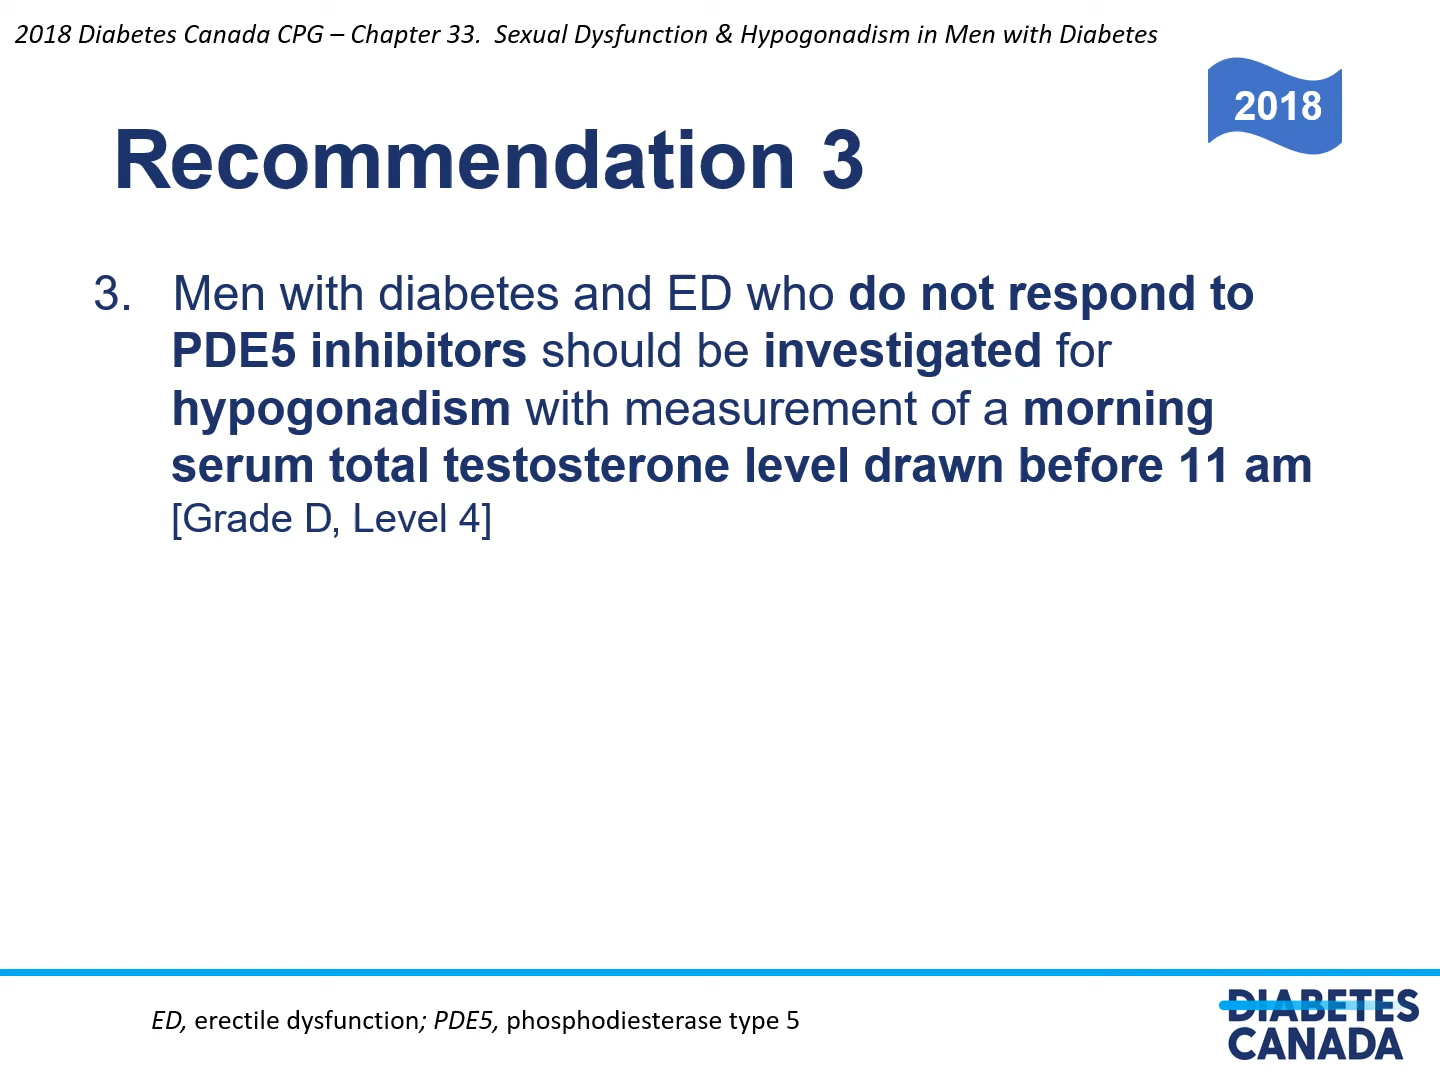 2018 Diabetes Canada CPG – Chapter 33.  Sexual Dysfunction & Hypogonadism in Men with Diabetes
2018
Recommendation 3
3. Men with diabetes and ED who do not respond to
PDE5 inhibitors should be investigated for
hypogonadism with measurement of a morning
serum total testosterone level drawn before 11 am
[Grade D, Level 4]
ED, erectile dysfunction; PDE5, phosphodiesterase type 5
DIABETES
CANADA